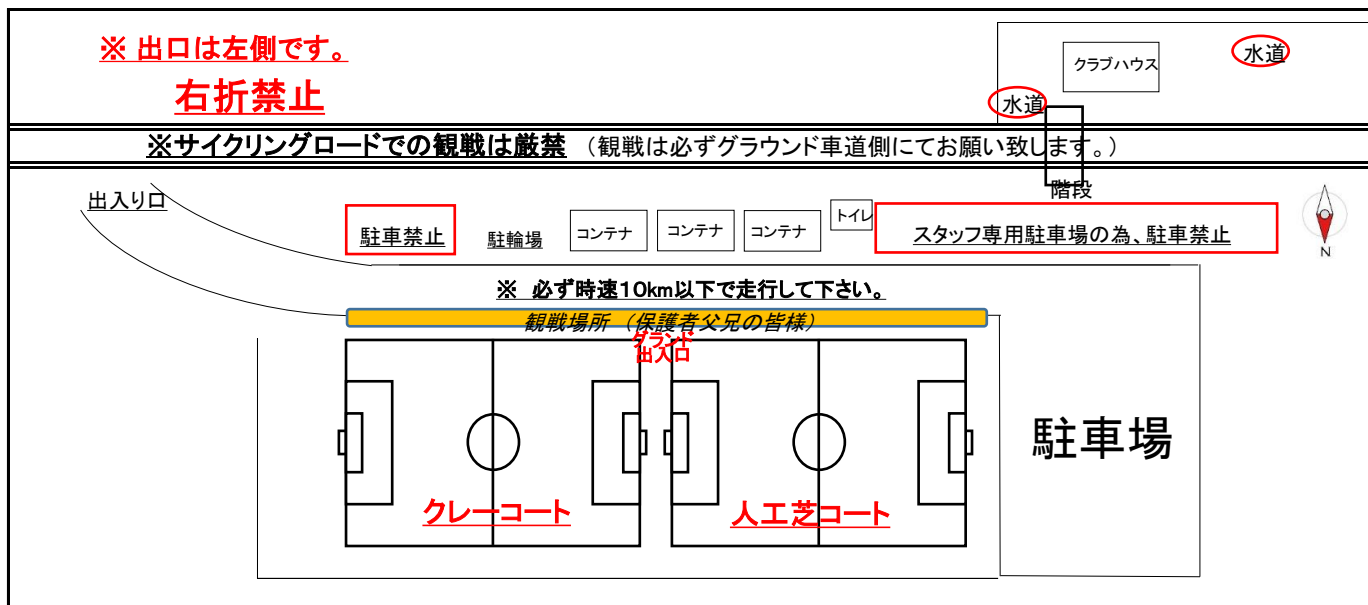 ※ 出口は左側です。
右折禁止
クラブハウス
水道
水道
※サイクリングロードでの観戦は厳禁 (観戦は必ずグラウンド車道側にてお願い致します。)
階段
出入り口
駐車禁止
駐輪場
コンテナ
コンテナ
コンテナ
トイレ
スタッフ専用駐車場の為、駐車禁止
N
※ 必ず時速10km以下で走行して下さい。
観戦場所 (保護者父兄の皆様)
グランド
出入口
駐車場
クレーコート
人工芝コート